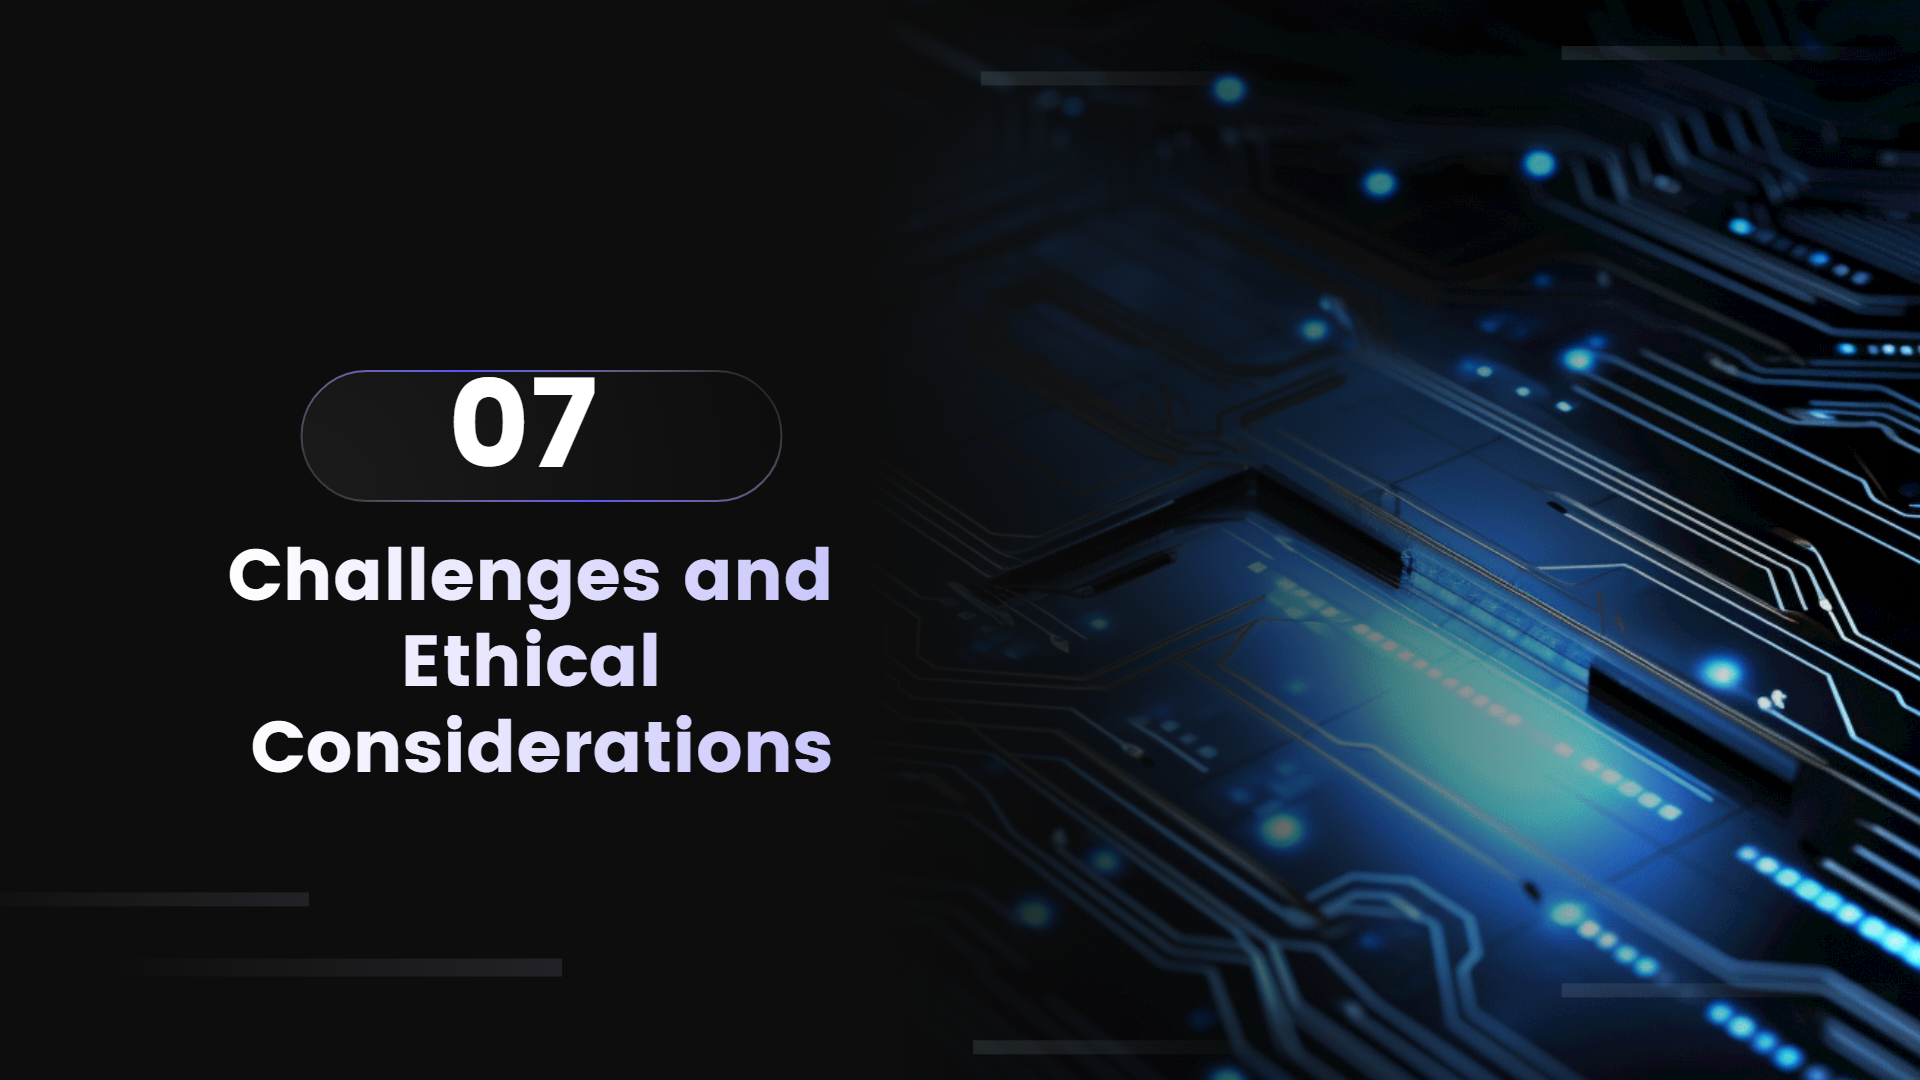 07
Challenges and
Ethical
Considerations